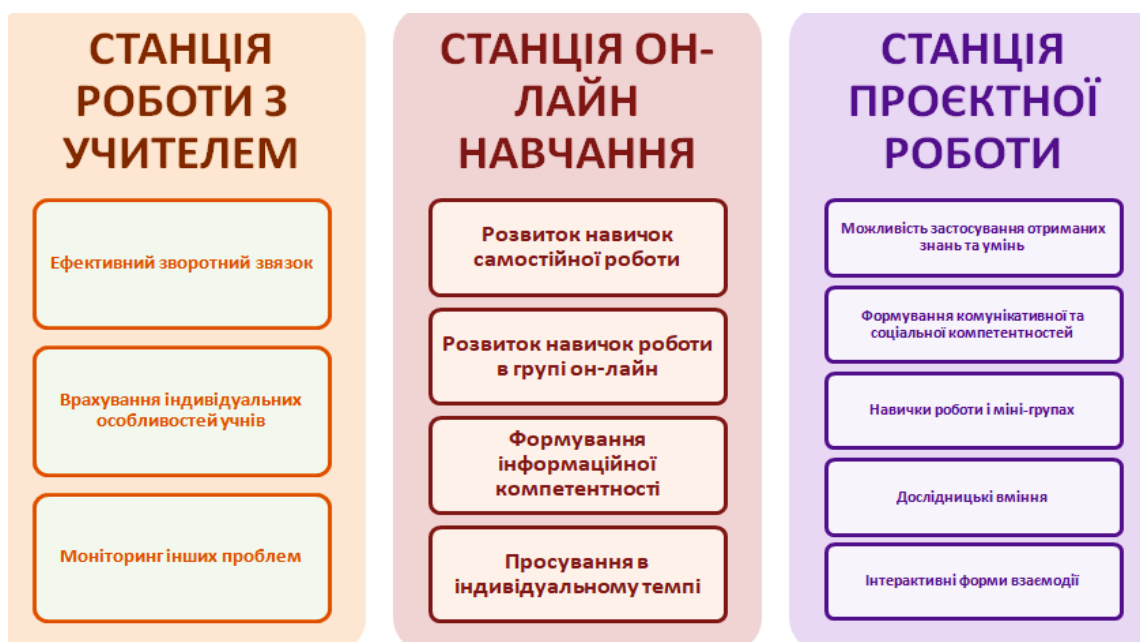 СТАНЦІЯ
РОБОТИ З
УЧИТЕЛЕМ
Ефективний зворотний звязок
Врахування індивідуальних
особливостей учнів
Моніторинг інших проблем
СТАНЦІЯ ОН-
ЛАЙН
НАВЧАННЯ
Розвиток навичок
самостійної роботи
Розвиток навичок роботи
в групі он-лайн
Формування
інформаційної
компетентності
Просування в
індивідуальному темпі
СТАНЦІЯ
ПРОЄКТНОЇ
РОБОТИ
Можливість застосування отриманих
знань та умінь
Формування комунікативної та
соціальної компетентностей
Навички роботи і міні-групах
Дослідницькі вміння
Інтерактивні форми взаємодії